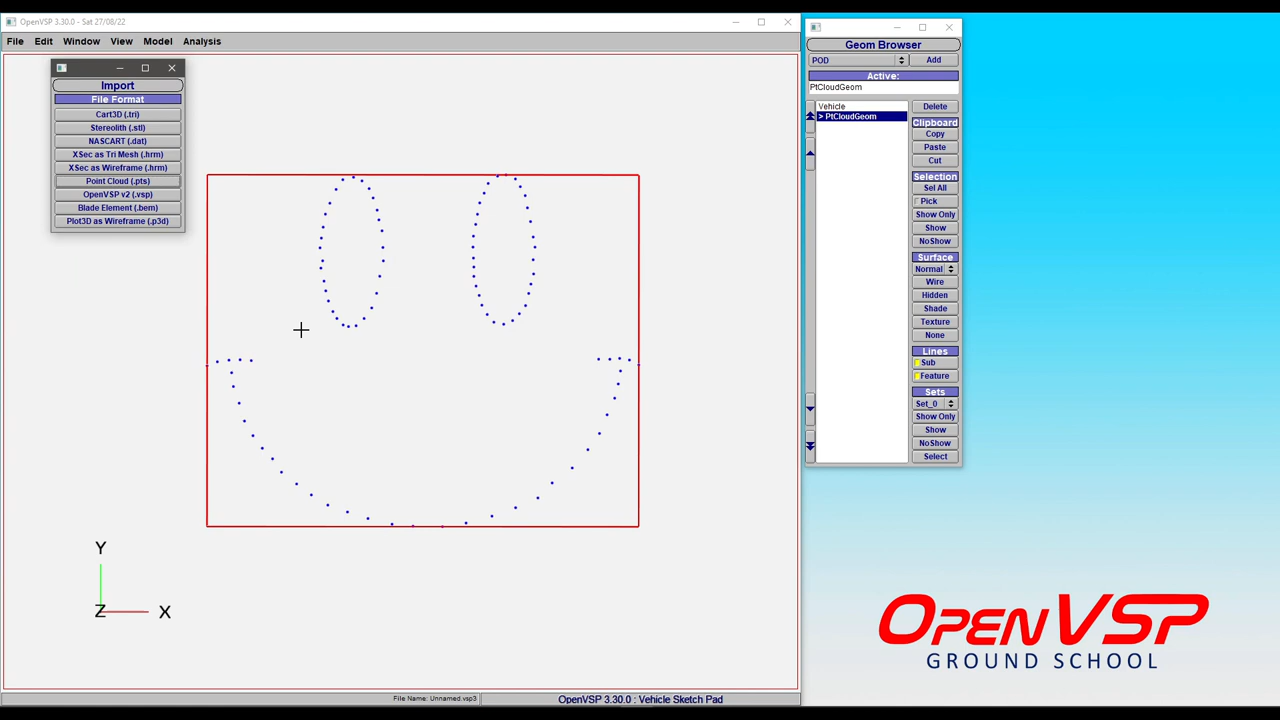 OpenVSP 3.30.0 - Sat 27/08/22
File Edit Window View Model Analysis
Import
File Format
Cart3D (.tri)
Stereolith (.stl)
NASCART (.dat)
XSec as Tri Mesh (.hrm)
XSec as Wireframe (.hrm)
Point Cloud (.pts)
OpenVSP v2 (.vsp)
Blade Element (.bem)
Plot3D as Wireframe (.p3d)
Y
Z X
File Name: Unnamed.vsp3
OpenVSP 3.30.0 : Vehicle Sketch Pad
Geom Browser
POD Add
Active:
PtCloudGeom
Vehicle
> PtCloudGeom
Delete
Clipboard
Copy
Paste
Cut
Selection
Sel All
Pick
Show Only
Show
NoShow
Surface
Normal
Wire
Hidden
Shade
Texture
None
Lines
Sub
Feature
Sets
Set_0
Show Only
Show
NoShow
Select
OPENVSP
GROUND SCHOOL